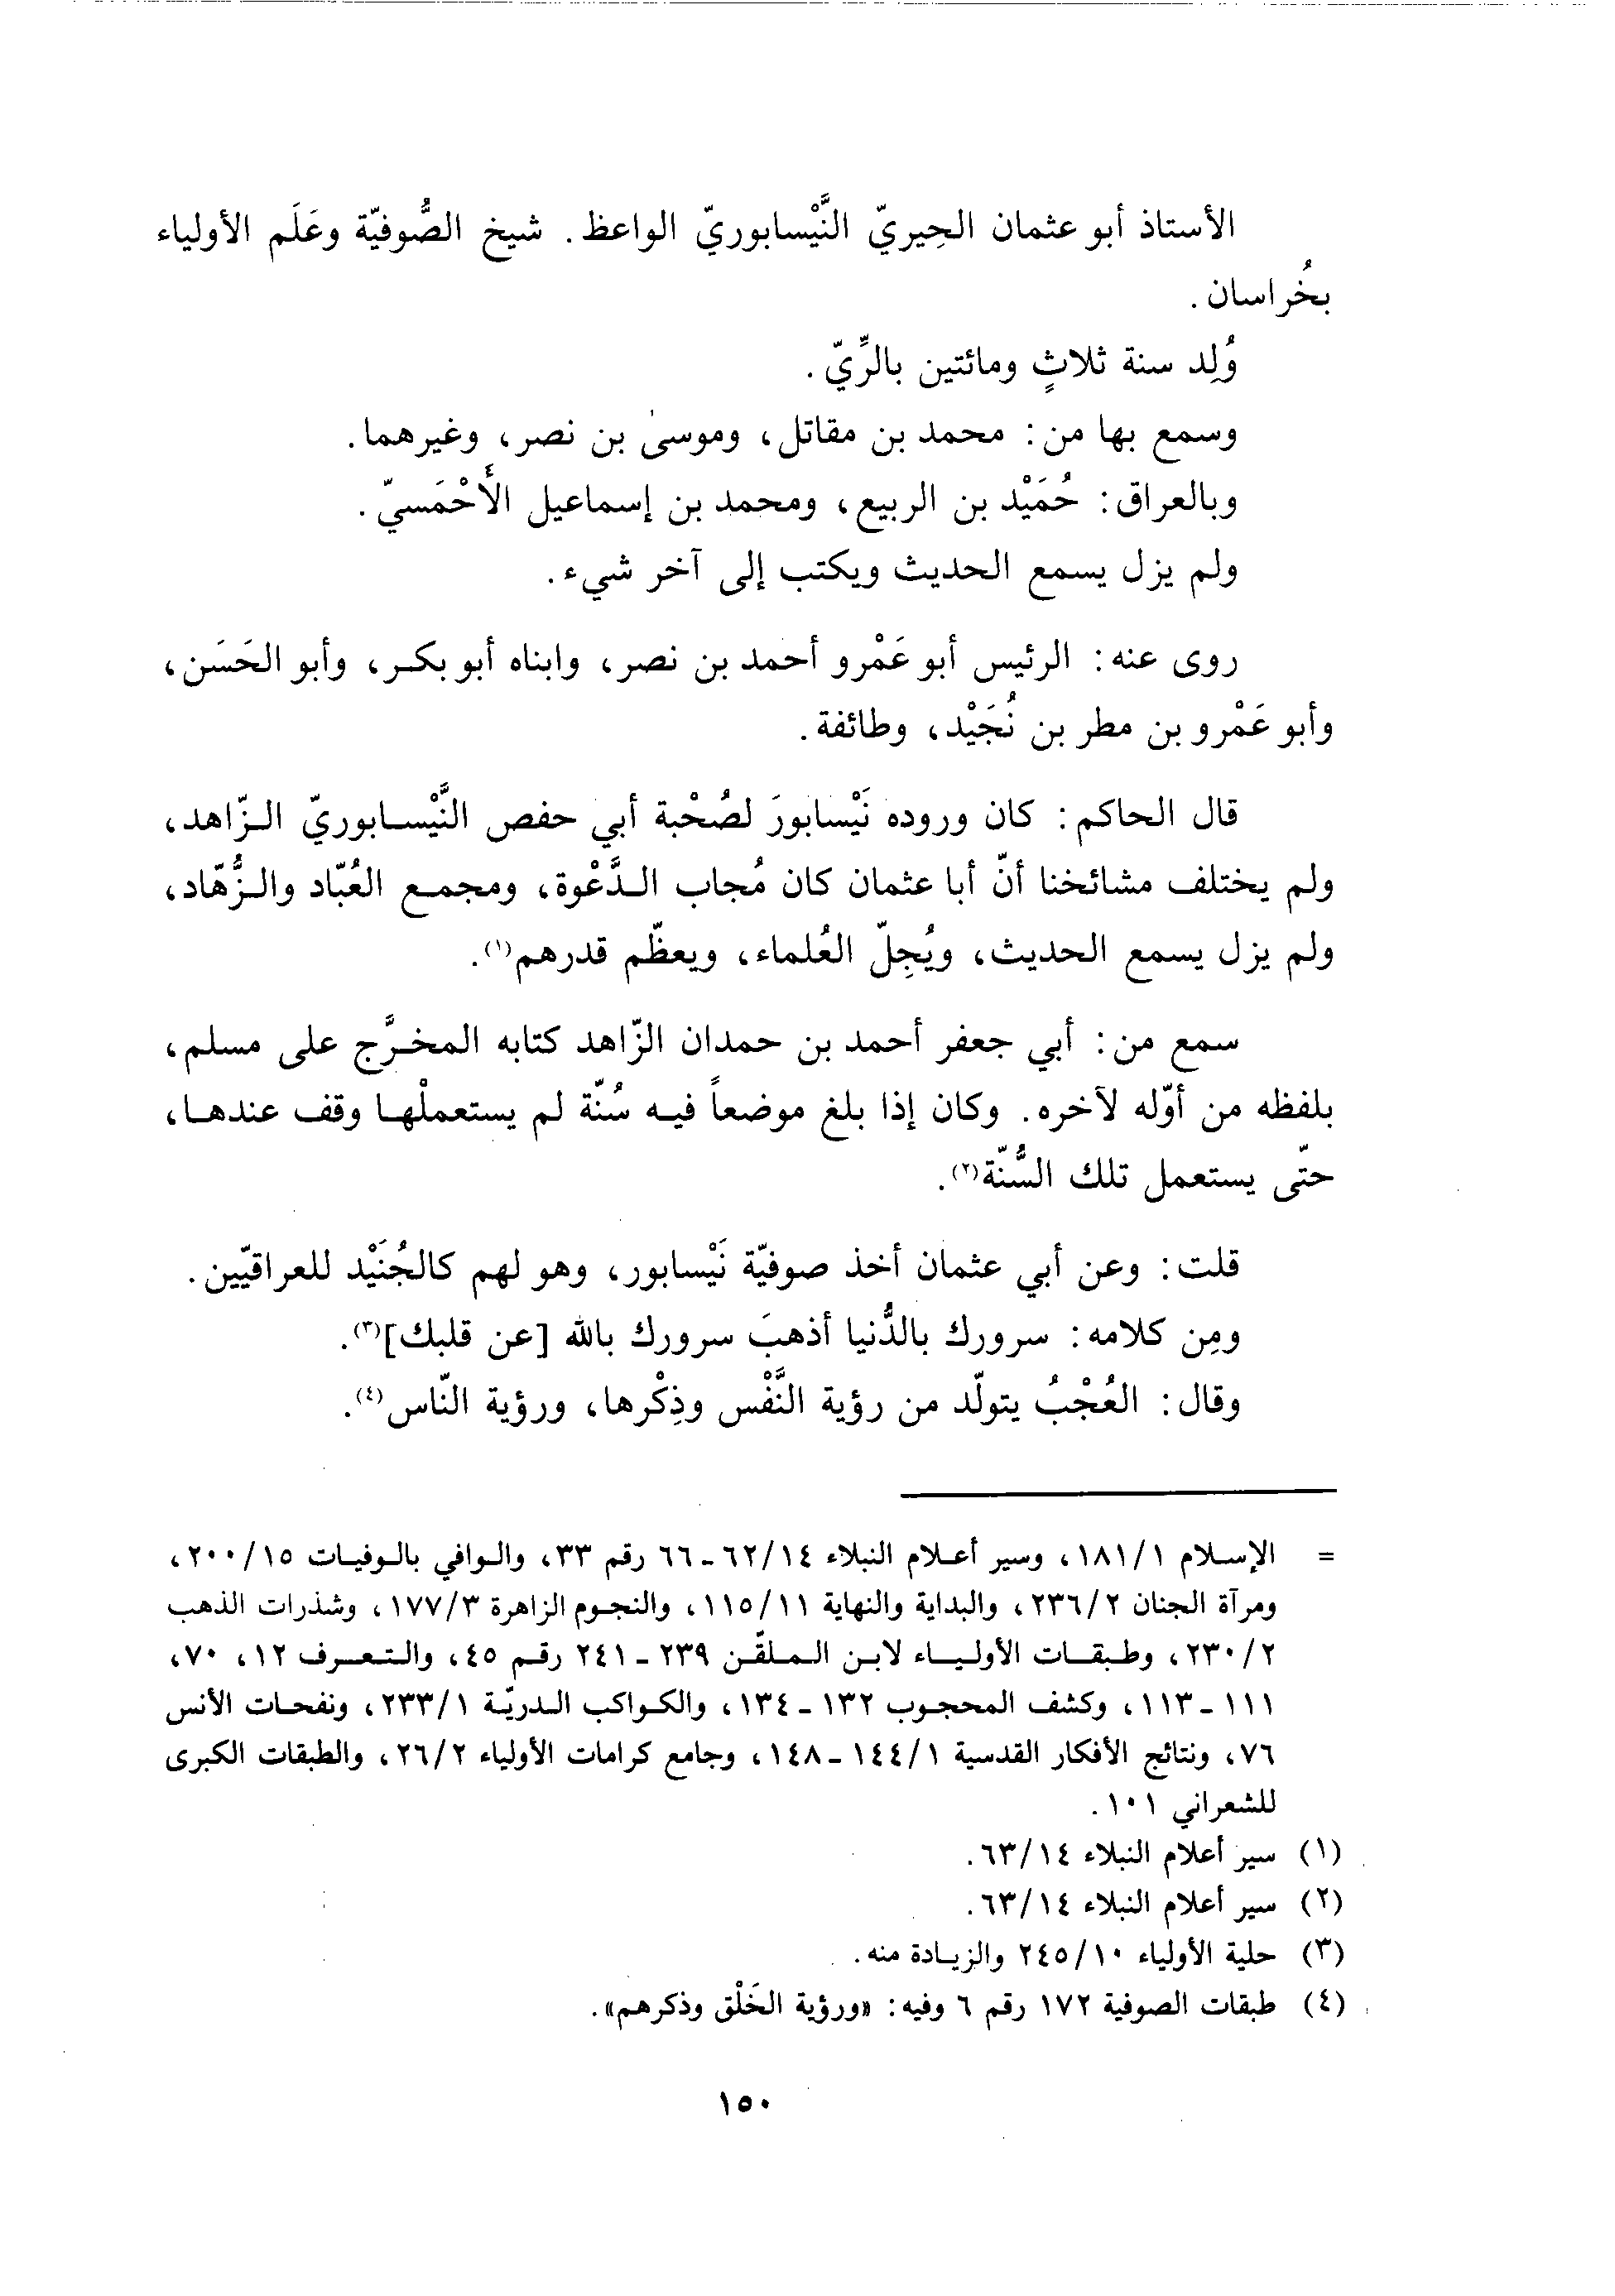 الأستاذ أبو عثمان الحِيريّ النَّيْسابوريّ الواعظ. شيخ الصُّوفيّة وعَلَم الأولياء
بخُراسان.
وُلِد سنة ثلاثٍ ومائتين بالرِّيّ.
وسمع بها من: محمد بن مقاتل، وموسىٰ بن نصر، وغيرهما.
وبالعراق: حُمَيْد بن الربيع، ومحمد بن إسماعيل الأَحْمَسيّ.
ولم يزل يسمع الحديث ويكتب إلى آخر شيء.
روى عنه: الرئيس أبو عَمْرو أحمد بن نصر، وابناه أبو بكر، وأبو الحَسَن،
وأبو عَمْرو بن مطر بن نُجَيْد، وطائفة.
قال الحاكم: كان وروده نَيْسابورَ لصُحْبة أبي حفص النَّيْسابوريّ الزّاهد،
ولم يختلف مشائخنا أنّ أبا عثمان كان مُجاب الدَّعْوة، ومجمع العُبّاد والزُّهّاد،
ولم يزل يسمع الحديث، ويُجِلّ العُلماء، ويعظّم قدرهم(١).
سمع من: أبي جعفر أحمد بن حمدان الزّاهد كتابه المخرَّج على مسلم،
بلفظه من أوّله لآخره. وكان إذا بلغ موضعاً فيه سُنّة لم يستعملْها وقف عندها،
حتّى يستعمل تلك السُّنّة(٢).
قلت: وعن أبي عثمان أخذ صوفيّة نَيْسابور، وهو لهم كالجُنَيْد للعراقيّين.
ومِن كلامه: سرورك بالدُّنيا أذهبَ سرورك بالله [عن قلبك](٣).
وقال: العُجْبُ يتولّد من رؤية النَّفْس وذِكْرها، ورؤية النّاس(٤).
= الإسلام ١/١٨١، وسير أعلام النبلاء ١٤/٦٢-٦٦ رقم ٣٣، والوافي بالوفيات ١٥/٢٠٠،
ومرآة الجنان ٢/٢٣٦، والبداية والنهاية ١١/١١٥، والنجوم الزاهرة ٣/١٧٧، وشذرات الذهب
٢/٢٣٠، وطبقات الأولياء لابن الملقّن ٢٣٩-٢٤١ رقم ٤٥، والتعرف ١٢، ٧٠،
١١١-١١٣، وكشف المحجوب ١٣٢-١٣٤، والكواكب الدريّة ١/٢٣٣، ونفحات الأنس
٧٦، ونتائج الأفكار القدسية ١/١٤٤-١٤٨، وجامع كرامات الأولياء ٢/٢٦، والطبقات الكبرى
للشعراني ١٠١.
(١) سير أعلام النبلاء ١٤/٦٣.
(٢) سير أعلام النبلاء ١٤/٦٣.
(٣) حلية الأولياء ١٠/٢٤٥ والزيادة منه.
(٤) طبقات الصوفية ١٧٢ رقم ٦ وفيه: «ورؤية الخَلْق وذكرهم».
١٥٠